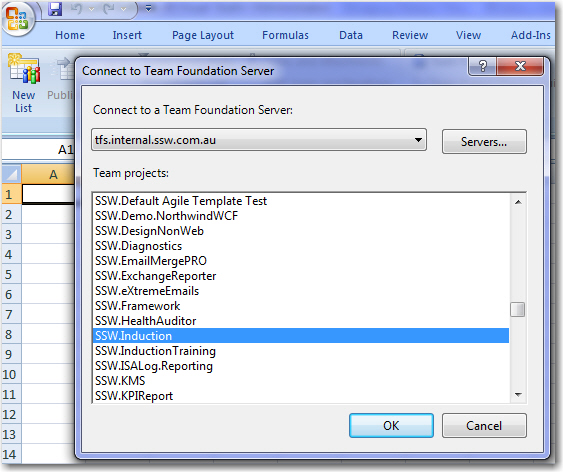 Home Insert Page Layout Formulas Data Review View Add-Ins
Connect to Team Foundation Server
New
List
Connect to a Team Foundation Server:
tfs.internal.ssw.com.au
Servers...
Team projects:
A
1
2
3
4
5
6
7
8
9
10
11
12
13
14
SSW.Default Agile Template Test
SSW.Demo.NorthwindWCF
SSW.DesignNonWeb
SSW.Diagnostics
SSW.EmailMergePRO
SSW.ExchangeReporter
SSW.eXtremeEmails
SSW.Framework
SSW.HealthAuditor
SSW.Induction
SSW.InductionTraining
SSW.ISALog.Reporting
SSW.KMS
SSW.KPIReport
OK
Cancel